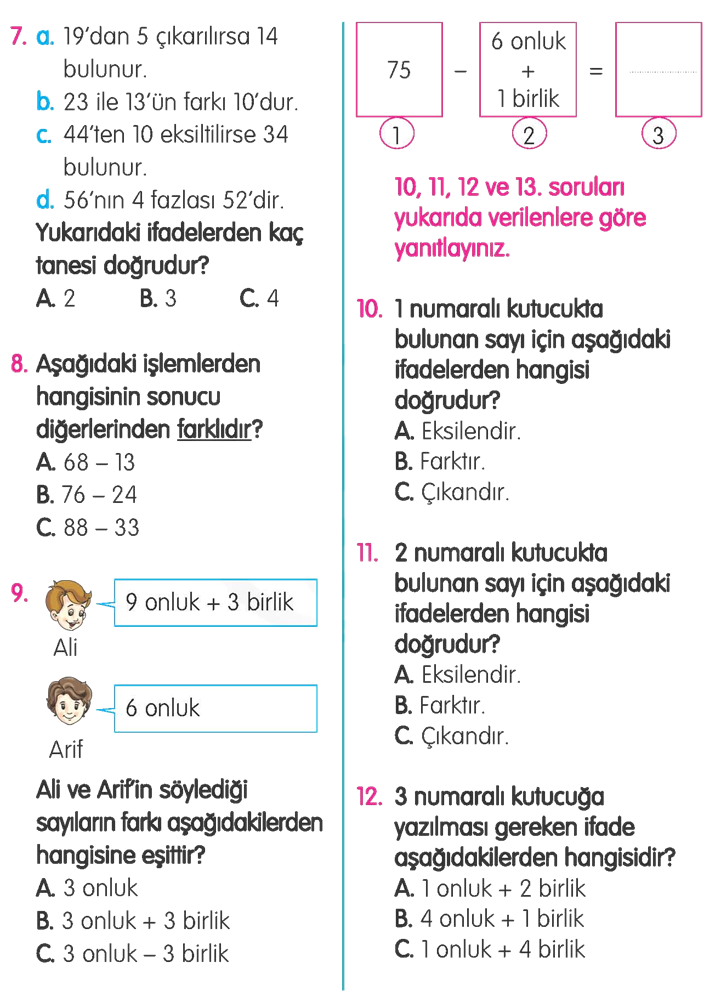 7. a. 19'dan 5 çıkarılırsa 14
bulunur.
b. 23 ile 13'ün farkı 10'dur.
c. 44'ten 10 eksiltilirse 34
bulunur.
d. 56'nın 4 fazlası 52'dir.
Yukarıdaki ifadelerden kaç
tanesi doğrudur?
A. 2 B. 3 C. 4
8. Aşağıdaki işlemlerden
hangisinin sonucu
diğerlerinden farklıdır?
A. 68 – 13
B. 76 – 24
C. 88 – 33
9.
9 onluk + 3 birlik
Ali
6 onluk
Arif
Ali ve Arif'in söylediği
sayıların farkı aşağıdakilerden
hangisine eşittir?
A. 3 onluk
B. 3 onluk + 3 birlik
C. 3 onluk – 3 birlik
6 onluk
75 – + = ....................
1 birlik
1 2 3
10, 11, 12 ve 13. soruları
yukarıda verilenlere göre
yanıtlayınız.
10. 1 numaralı kutucukta
bulunan sayı için aşağıdaki
ifadelerden hangisi
doğrudur?
A. Eksilendir.
B. Farktır.
C. Çıkandır.
11. 2 numaralı kutucukta
bulunan sayı için aşağıdaki
ifadelerden hangisi
doğrudur?
A. Eksilendir.
B. Farktır.
C. Çıkandır.
12. 3 numaralı kutucuğa
yazılması gereken ifade
aşağıdakilerden hangisidir?
A. 1 onluk + 2 birlik
B. 4 onluk + 1 birlik
C. 1 onluk + 4 birlik